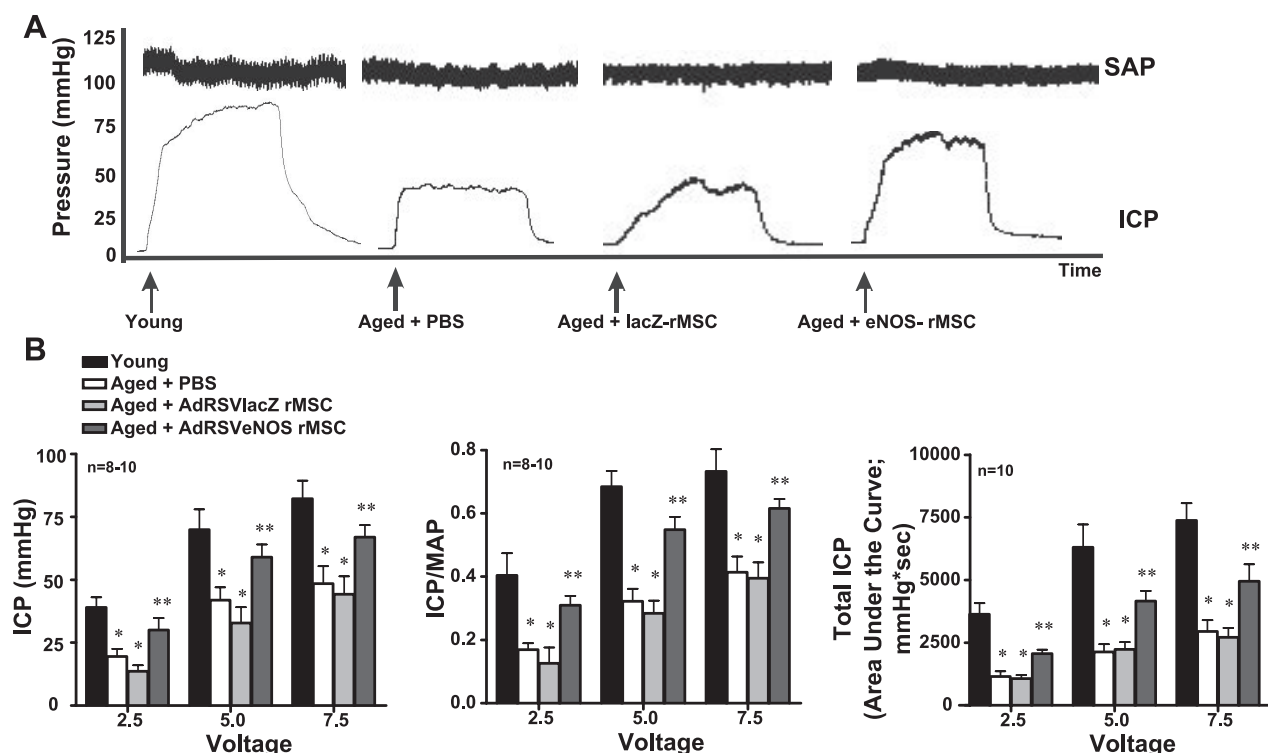 A
Pressure (mmHg)
125
100
75
50
25
0
SAP
ICP
Time
Young
Aged + PBS
Aged + lacZ-rMSC
Aged + eNOS- rMSC
B
Young
Aged + PBS
Aged + AdRSVlacZ rMSC
Aged + AdRSVeNOS rMSC
ICP (mmHg)
100
75
50
25
0
n=8-10
* * **
* * **
* * **
2.5 5.0 7.5
Voltage
ICP/MAP
0.8
0.6
0.4
0.2
0.0
n=8-10
* * **
* * **
* * **
2.5 5.0 7.5
Voltage
Total ICP
(Area Under the Curve;
mmHg*sec)
10000
7500
5000
2500
0
n=10
* * **
* * **
* * **
2.5 5.0 7.5
Voltage